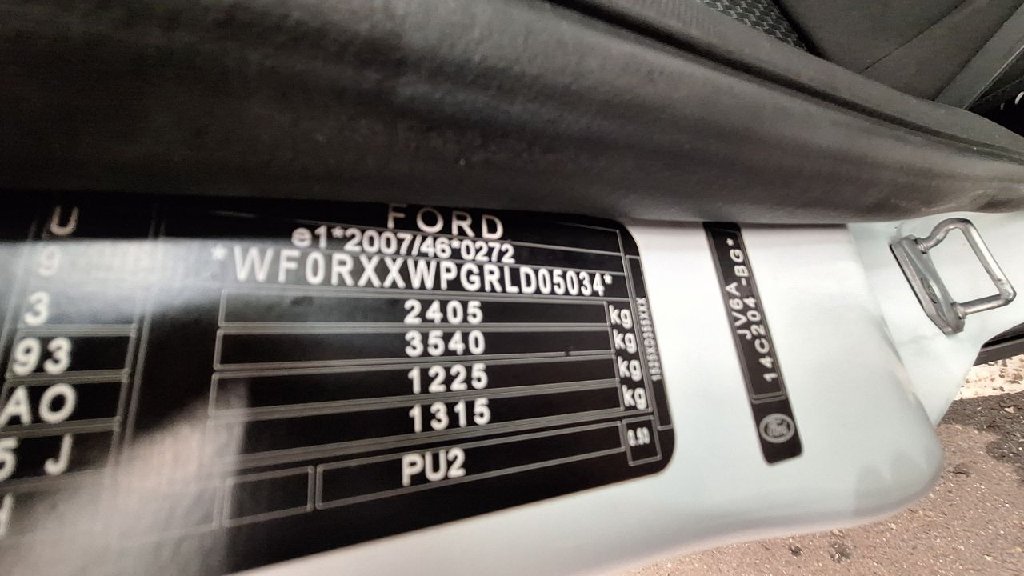 FORD
e1*2007/46*0272
*WF0RXXWPGRLD05034*
2405 kg
3540 kg
1225 kg
1315 kg
PU2
U
9
3
93
AO
5 J
JV6A
14C204 -BG*